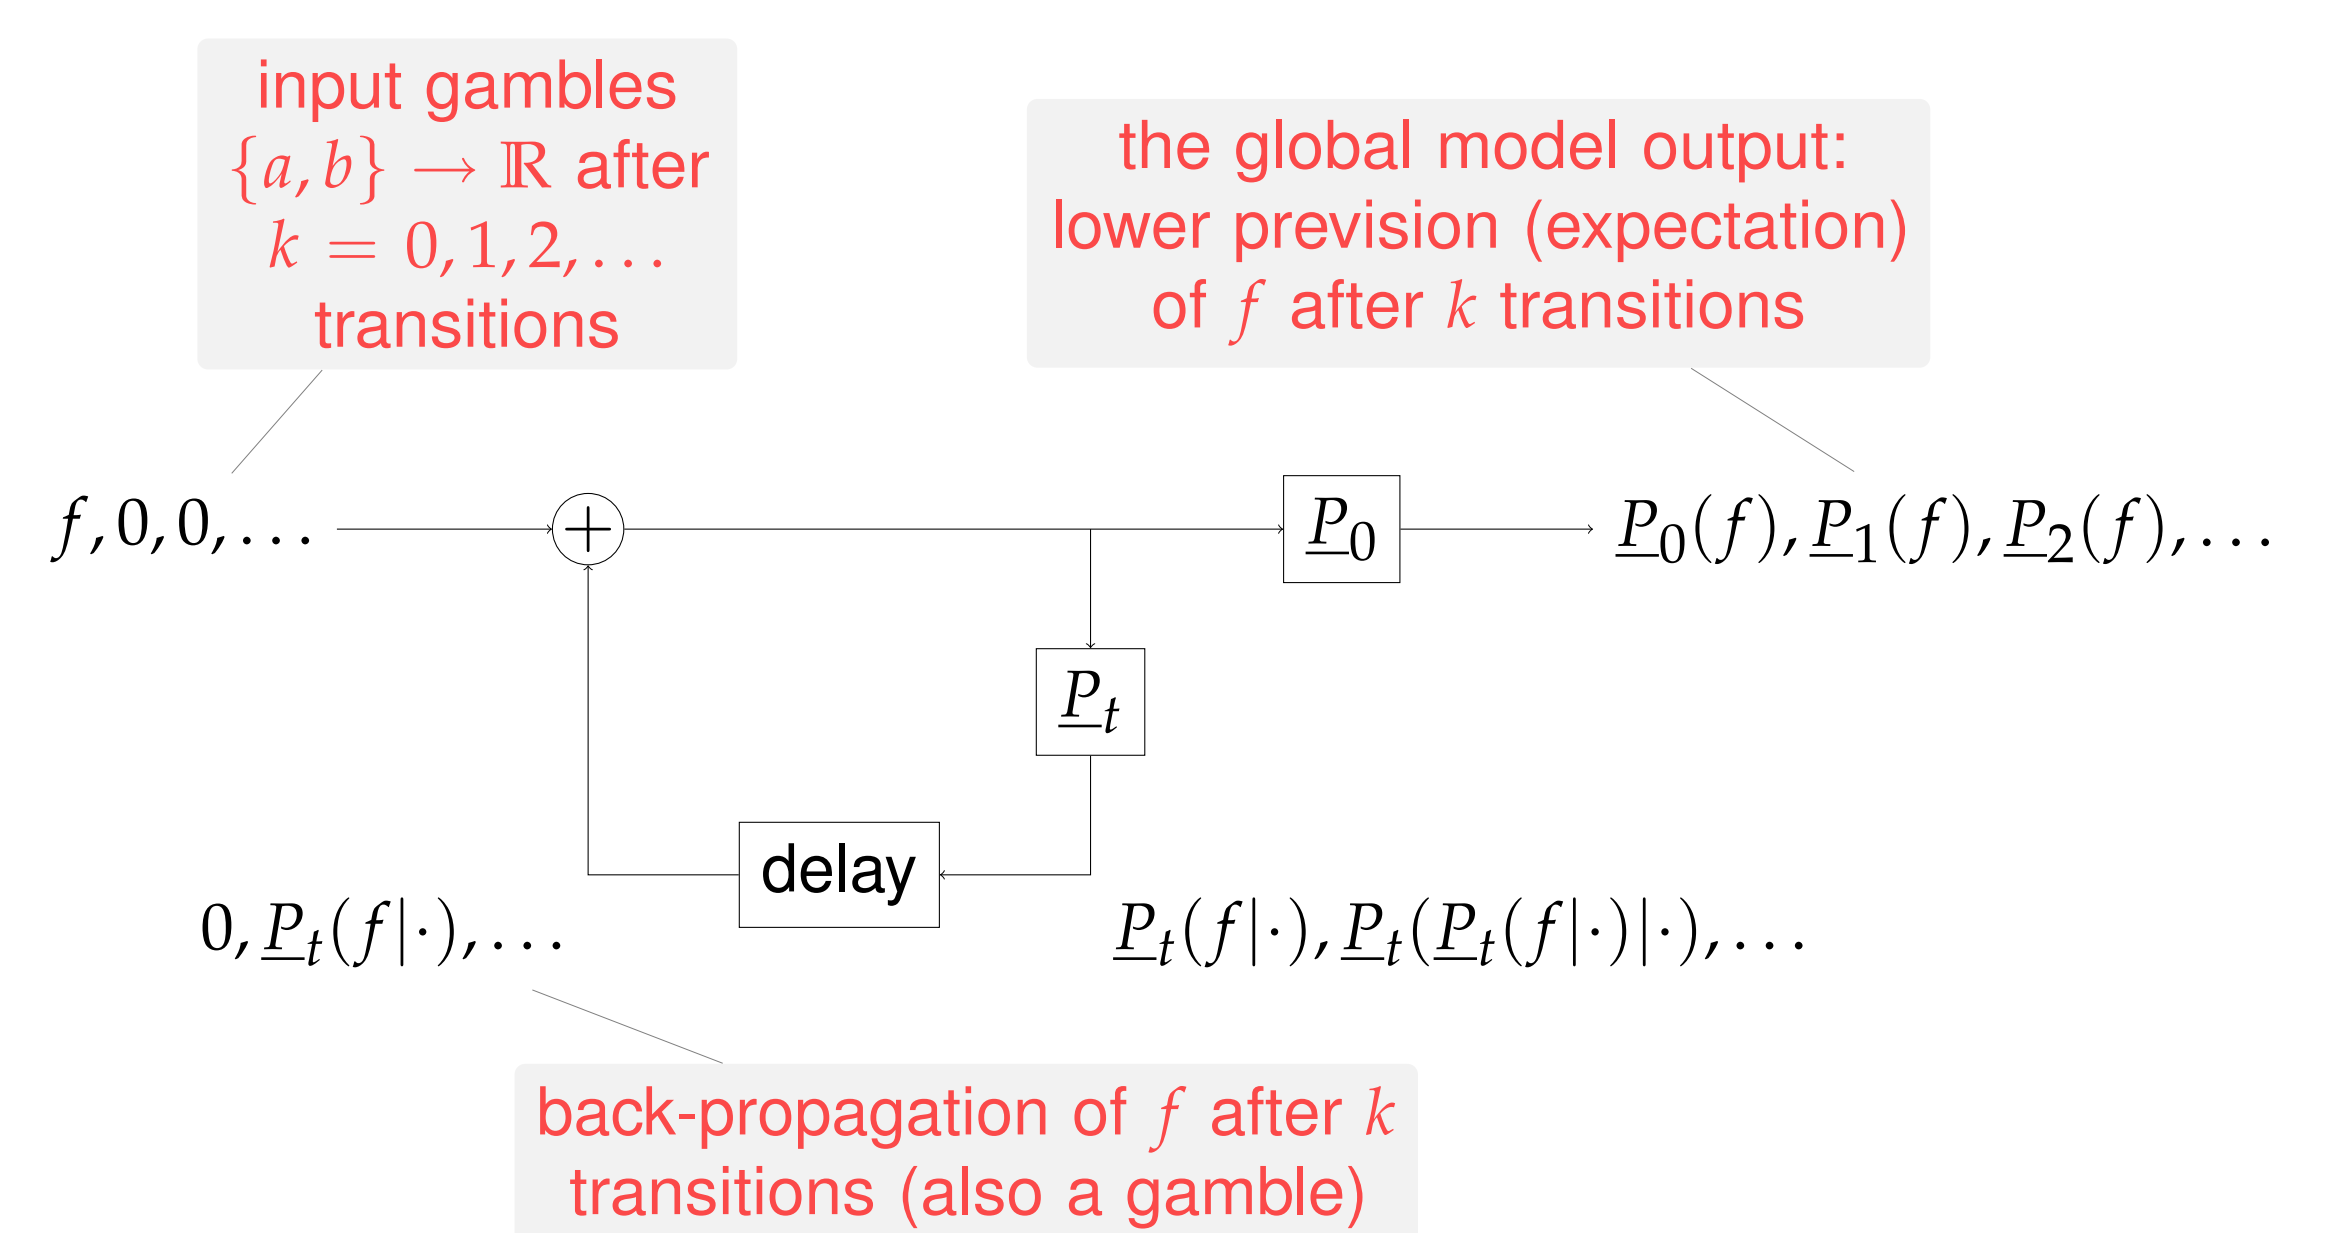 input gambles
{a, b} → ℝ after
k = 0, 1, 2, . . .
transitions
the global model output:
lower prevision (expectation)
of f after k transitions
f, 0, 0, . . .
+
P̲₀
P̲₀(f), P̲₁(f), P̲₂(f), . . .
P̲ₜ
delay
0, P̲ₜ(f|·), . . .
P̲ₜ(f|·), P̲ₜ(P̲ₜ(f|·)|·), . . .
back-propagation of f after k
transitions (also a gamble)